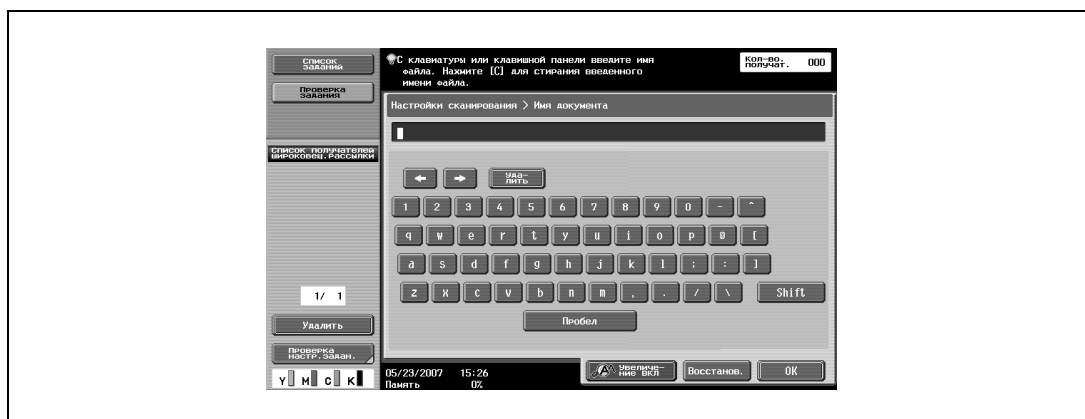 Список
заданий
Проверка
задания
Список получателей
широковещ.рассылки
1/ 1
Удалить
Проверка
настр.задан.
Y M C K
С клавиатуры или клавишной панели введите имя
файла. Нажмите [C] для стирания введенного
имени файла.
Кол-во.
получат. 000
Настройки сканирования > Имя документа
Уда-
лить
1 2 3 4 5 6 7 8 9 0 - ^
q w e r t y u i o p @ [
a s d f g h j k l ; : ]
z x c v b n m , . / \ Shift
Пробел
05/23/2007 15:26
Память 0%
Увеличе-
ние ВКЛ
Восстанов.
OK